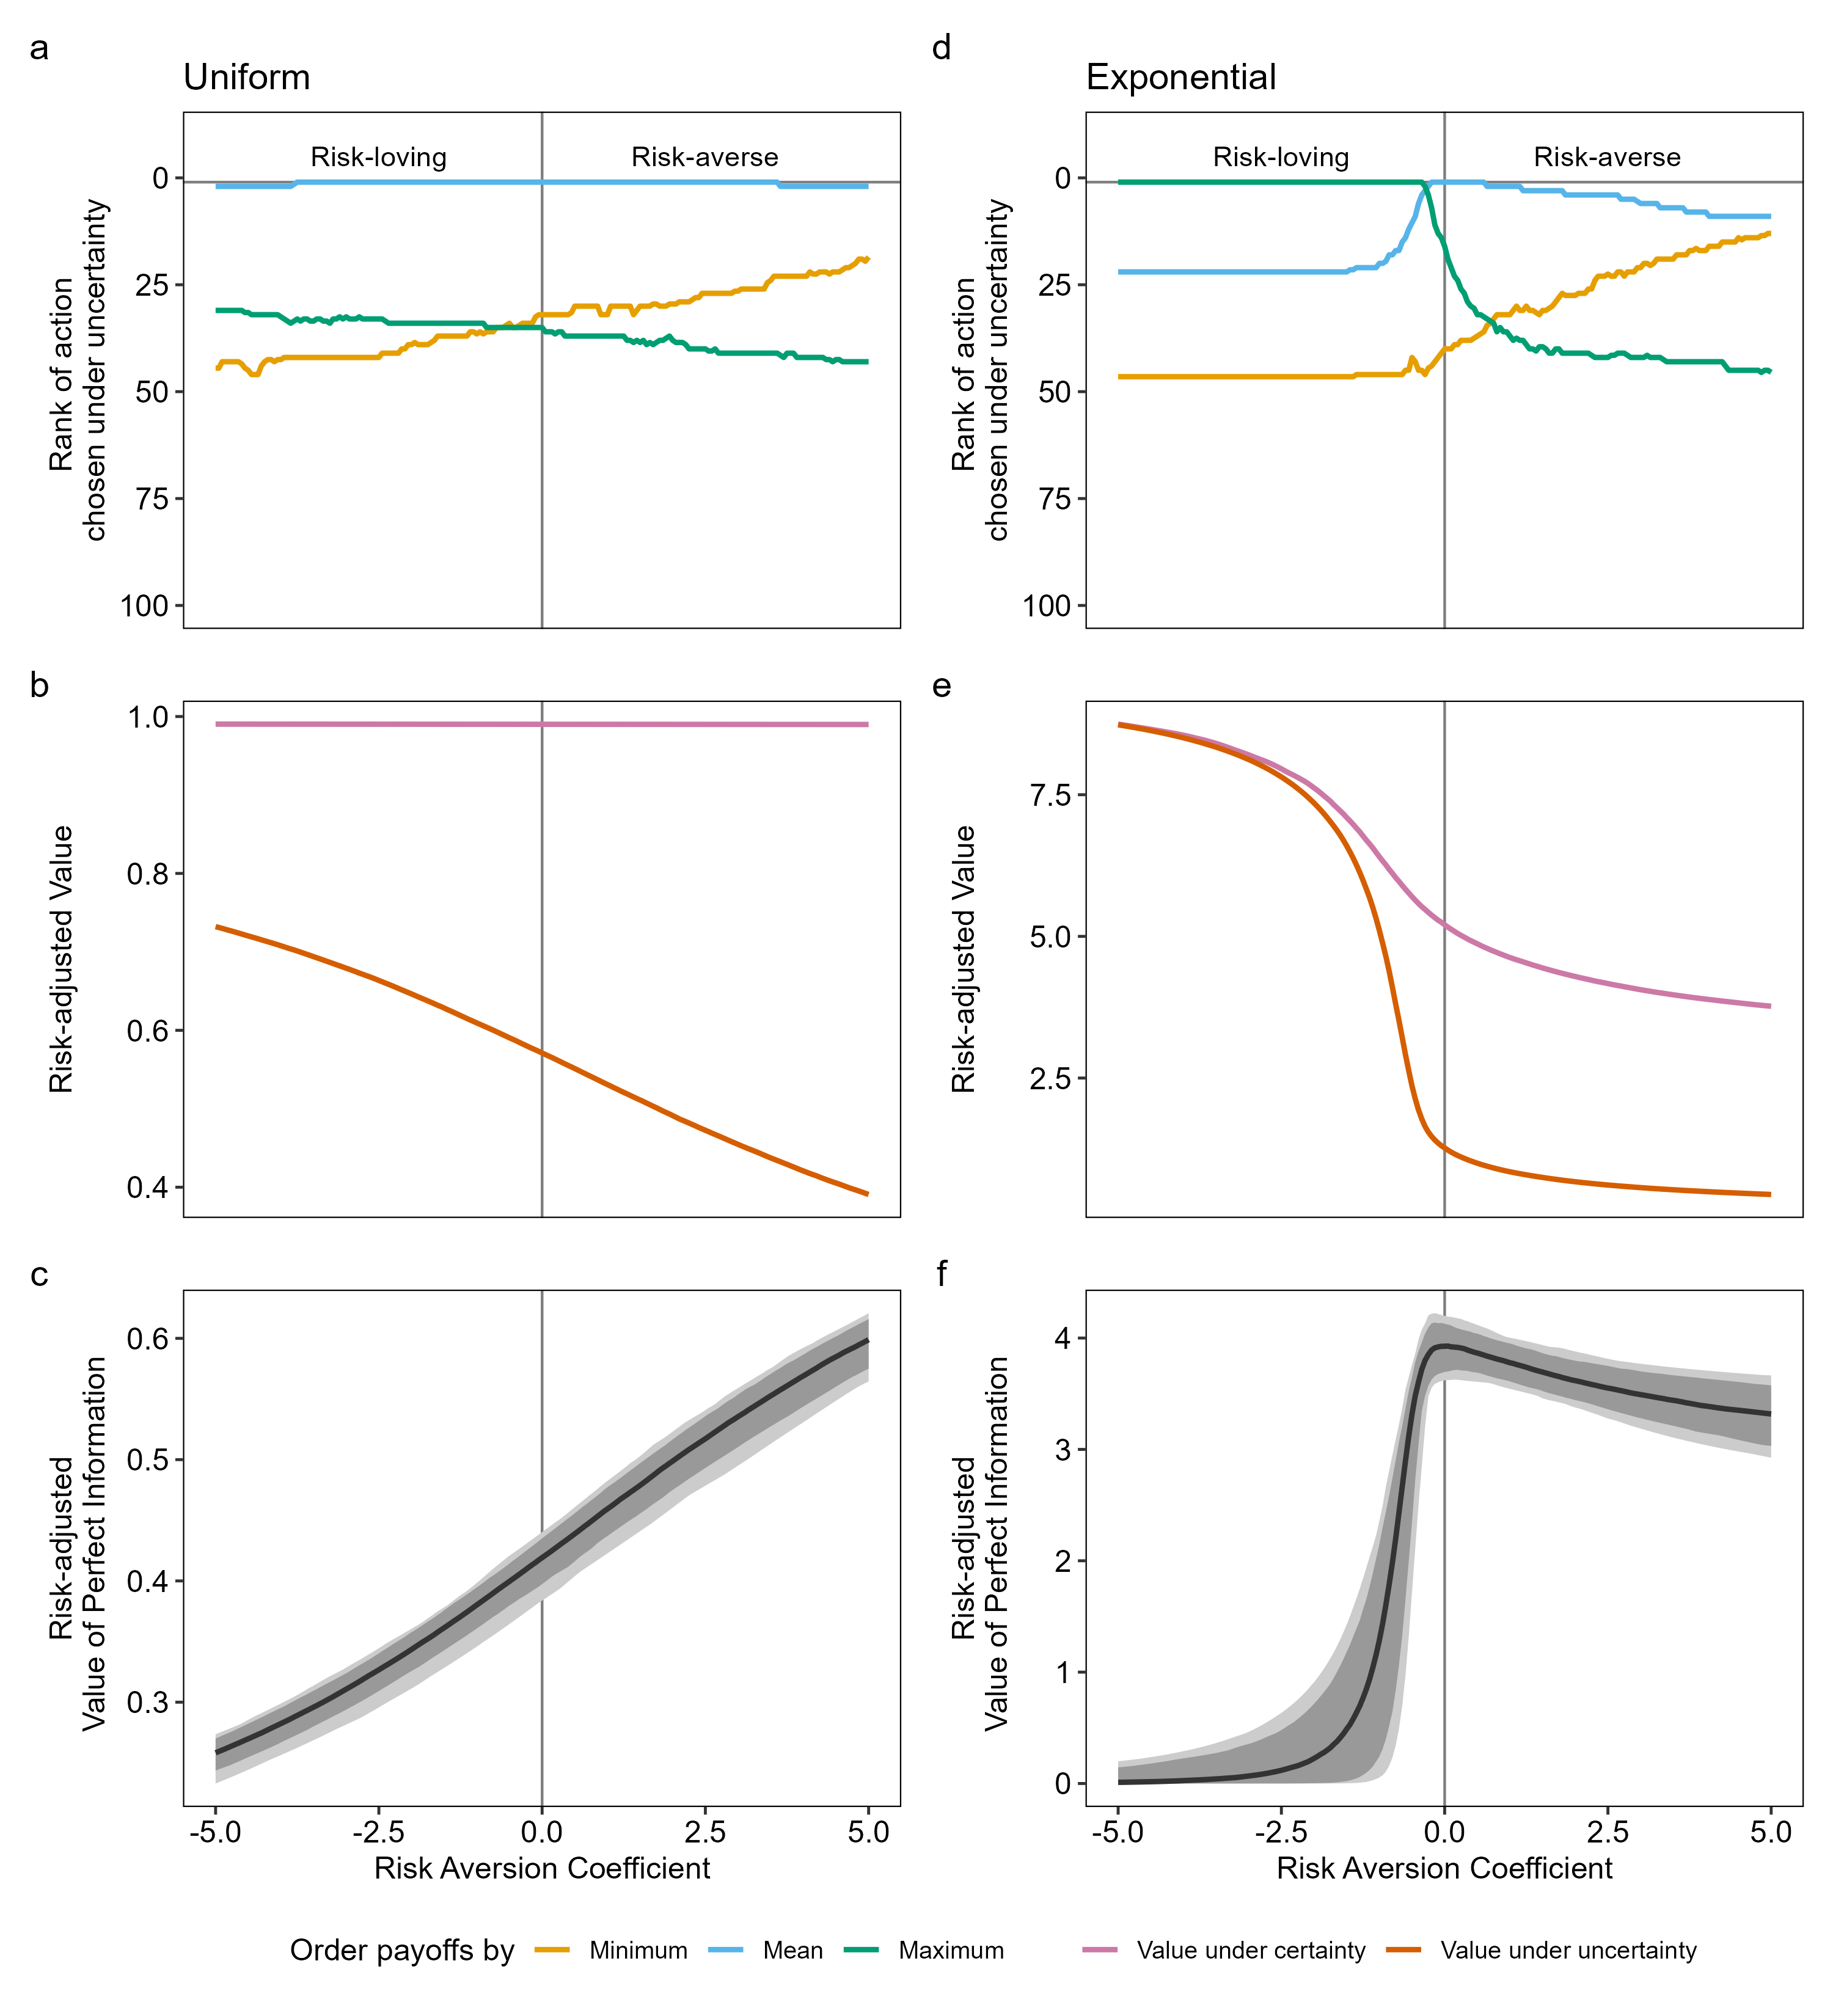 a
Uniform
Risk-loving
Risk-averse
0
25
50
75
100
Rank of action
chosen under uncertainty
d
Exponential
Risk-loving
Risk-averse
0
25
50
75
100
Rank of action
chosen under uncertainty
b
1.0
0.8
0.6
0.4
Risk-adjusted Value
e
7.5
5.0
2.5
Risk-adjusted Value
c
0.6
0.5
0.4
0.3
Risk-adjusted
Value of Perfect Information
-5.0
-2.5
0.0
2.5
5.0
Risk Aversion Coefficient
f
4
3
2
1
0
Risk-adjusted
Value of Perfect Information
-5.0
-2.5
0.0
2.5
5.0
Risk Aversion Coefficient
Order payoffs by
Minimum
Mean
Maximum
Value under certainty
Value under uncertainty